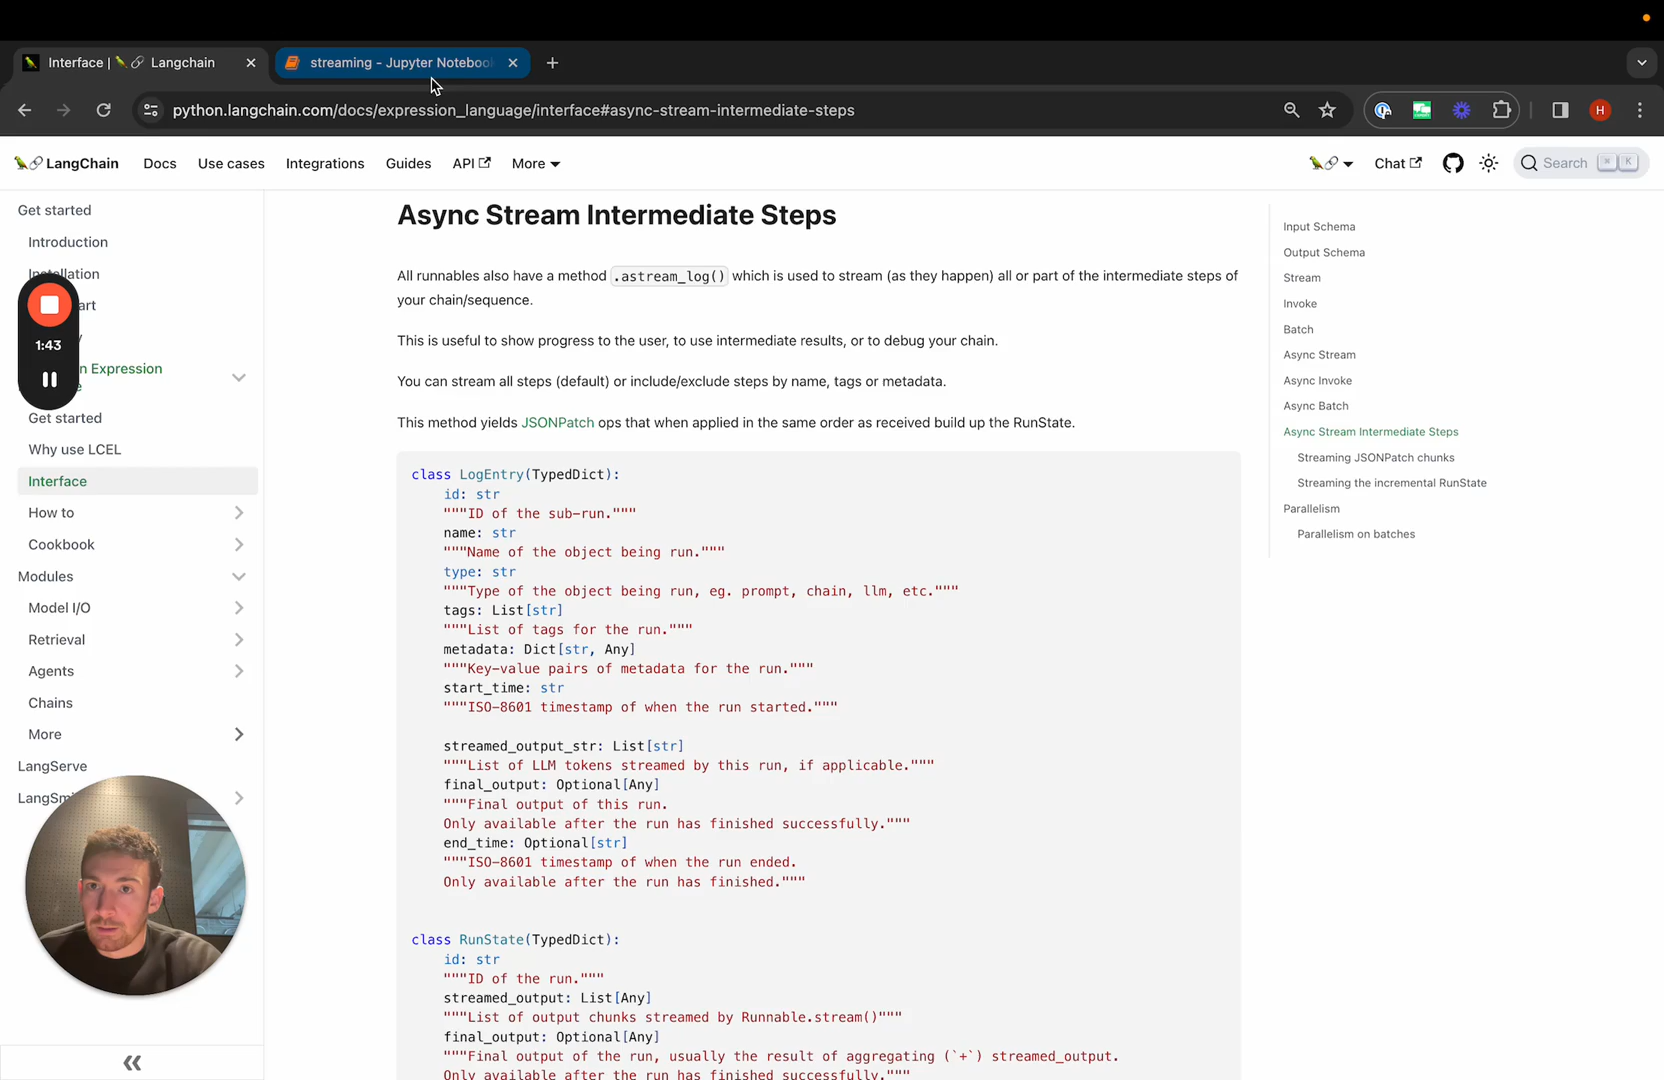 Interface | Langchain
streaming - Jupyter Noteboo
python.langchain.com/docs/expression_language/interface#async-stream-intermediate-steps
H
LangChain
Docs
Use cases
Integrations
Guides
API
More
Chat
Search
K
Get started
Introduction
Installation
1:43
n Expression
Get started
Why use LCEL
Interface
How to
Cookbook
Modules
Model I/O
Retrieval
Agents
Chains
More
LangServe
LangSm
Async Stream Intermediate Steps
All runnables also have a method .astream_log() which is used to stream (as they happen) all or part of the intermediate steps of
your chain/sequence.
This is useful to show progress to the user, to use intermediate results, or to debug your chain.
You can stream all steps (default) or include/exclude steps by name, tags or metadata.
This method yields JSONPatch ops that when applied in the same order as received build up the RunState.
class LogEntry(TypedDict):
id: str
"""ID of the sub-run."""
name: str
"""Name of the object being run."""
type: str
"""Type of the object being run, eg. prompt, chain, llm, etc."""
tags: List[str]
"""List of tags for the run."""
metadata: Dict[str, Any]
"""Key-value pairs of metadata for the run."""
start_time: str
"""ISO-8601 timestamp of when the run started."""
streamed_output_str: List[str]
"""List of LLM tokens streamed by this run, if applicable."""
final_output: Optional[Any]
"""Final output of this run.
Only available after the run has finished successfully."""
end_time: Optional[str]
"""ISO-8601 timestamp of when the run ended.
Only available after the run has finished."""
class RunState(TypedDict):
id: str
"""ID of the run."""
streamed_output: List[Any]
"""List of output chunks streamed by Runnable.stream()"""
final_output: Optional[Any]
"""Final output of the run, usually the result of aggregating (`+`) streamed_output.
Only available after the run has finished successfully."""
Input Schema
Output Schema
Stream
Invoke
Batch
Async Stream
Async Invoke
Async Batch
Async Stream Intermediate Steps
Streaming JSONPatch chunks
Streaming the incremental RunState
Parallelism
Parallelism on batches